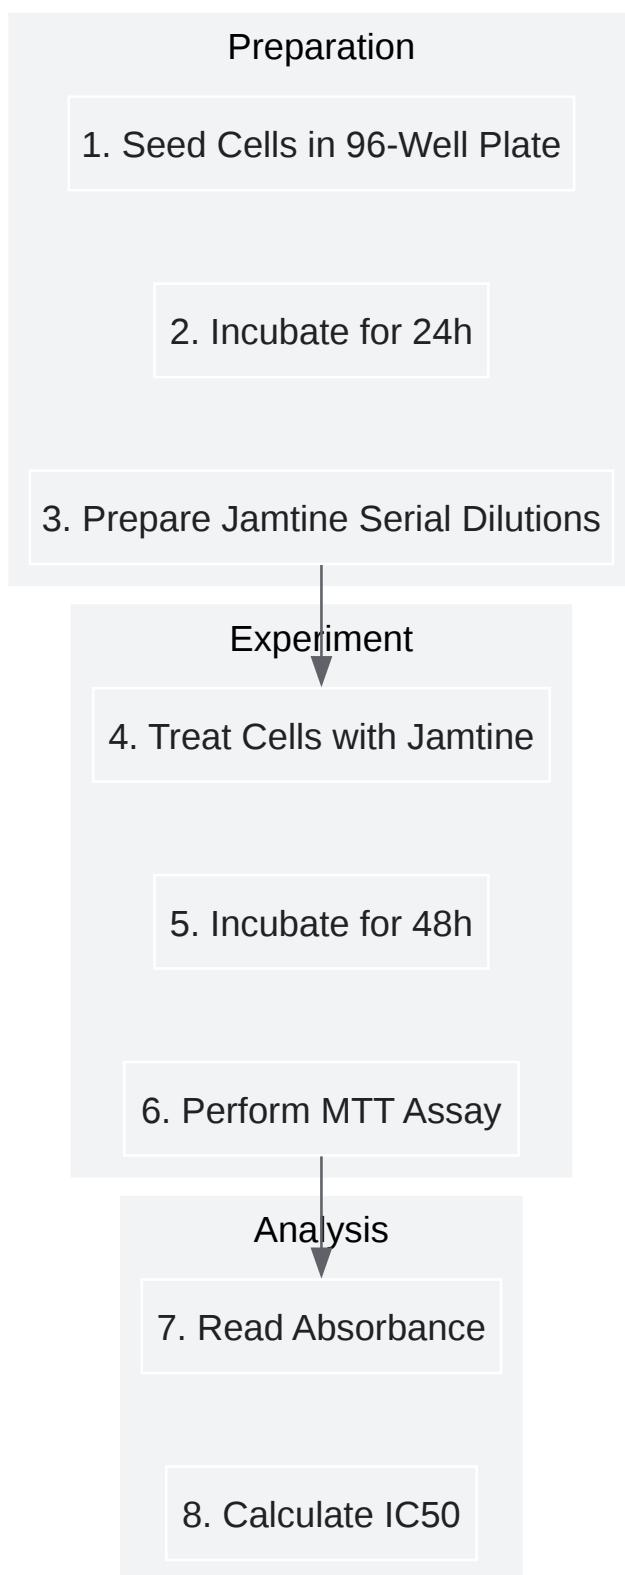 Preparation
1. Seed Cells in 96-Well Plate
2. Incubate for 24h
3. Prepare Jamtine Serial Dilutions
Experiment
4. Treat Cells with Jamtine
5. Incubate for 48h
6. Perform MTT Assay
Analysis
7. Read Absorbance
8. Calculate IC50